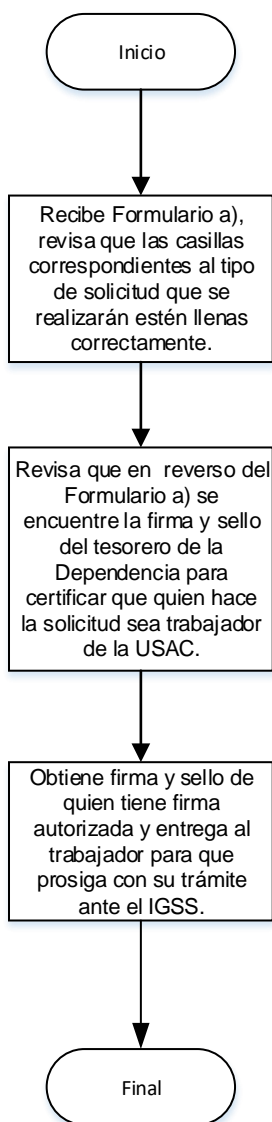 Inicio
Recibe Formulario a),
revisa que las casillas
correspondientes al tipo
de solicitud que se
realizarán estén llenas
correctamente.
Revisa que en reverso del
Formulario a) se
encuentre la firma y sello
del tesorero de la
Dependencia para
certificar que quien hace
la solicitud sea trabajador
de la USAC.
Obtiene firma y sello de
quien tiene firma
autorizada y entrega al
trabajador para que
prosiga con su trámite
ante el IGSS.
Final